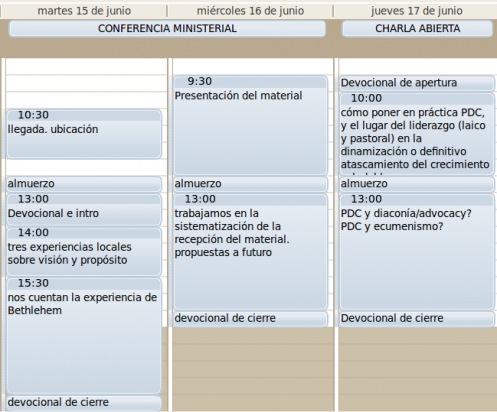 martes 15 de junio
miércoles 16 de junio
jueves 17 de junio
CONFERENCIA MINISTERIAL
CHARLA ABIERTA
10:30
llegada. ubicación
almuerzo
13:00
Devocional e intro
14:00
tres experiencias locales
sobre visión y propósito
15:30
nos cuentan la experiencia de
Bethlehem
devocional de cierre
9:30
Presentación del material
almuerzo
13:00
trabajamos en la
sistematización de la
recepción del material.
propuestas a futuro
devocional de cierre
Devocional de apertura
10:00
cómo poner en práctica PDC,
y el lugar del liderazgo (laico
y pastoral) en la
dinamización o definitivo
atascamiento del crecimiento
almuerzo
13:00
PDC y diaconía/advocacy?
PDC y ecumenismo?
Devocional de cierre